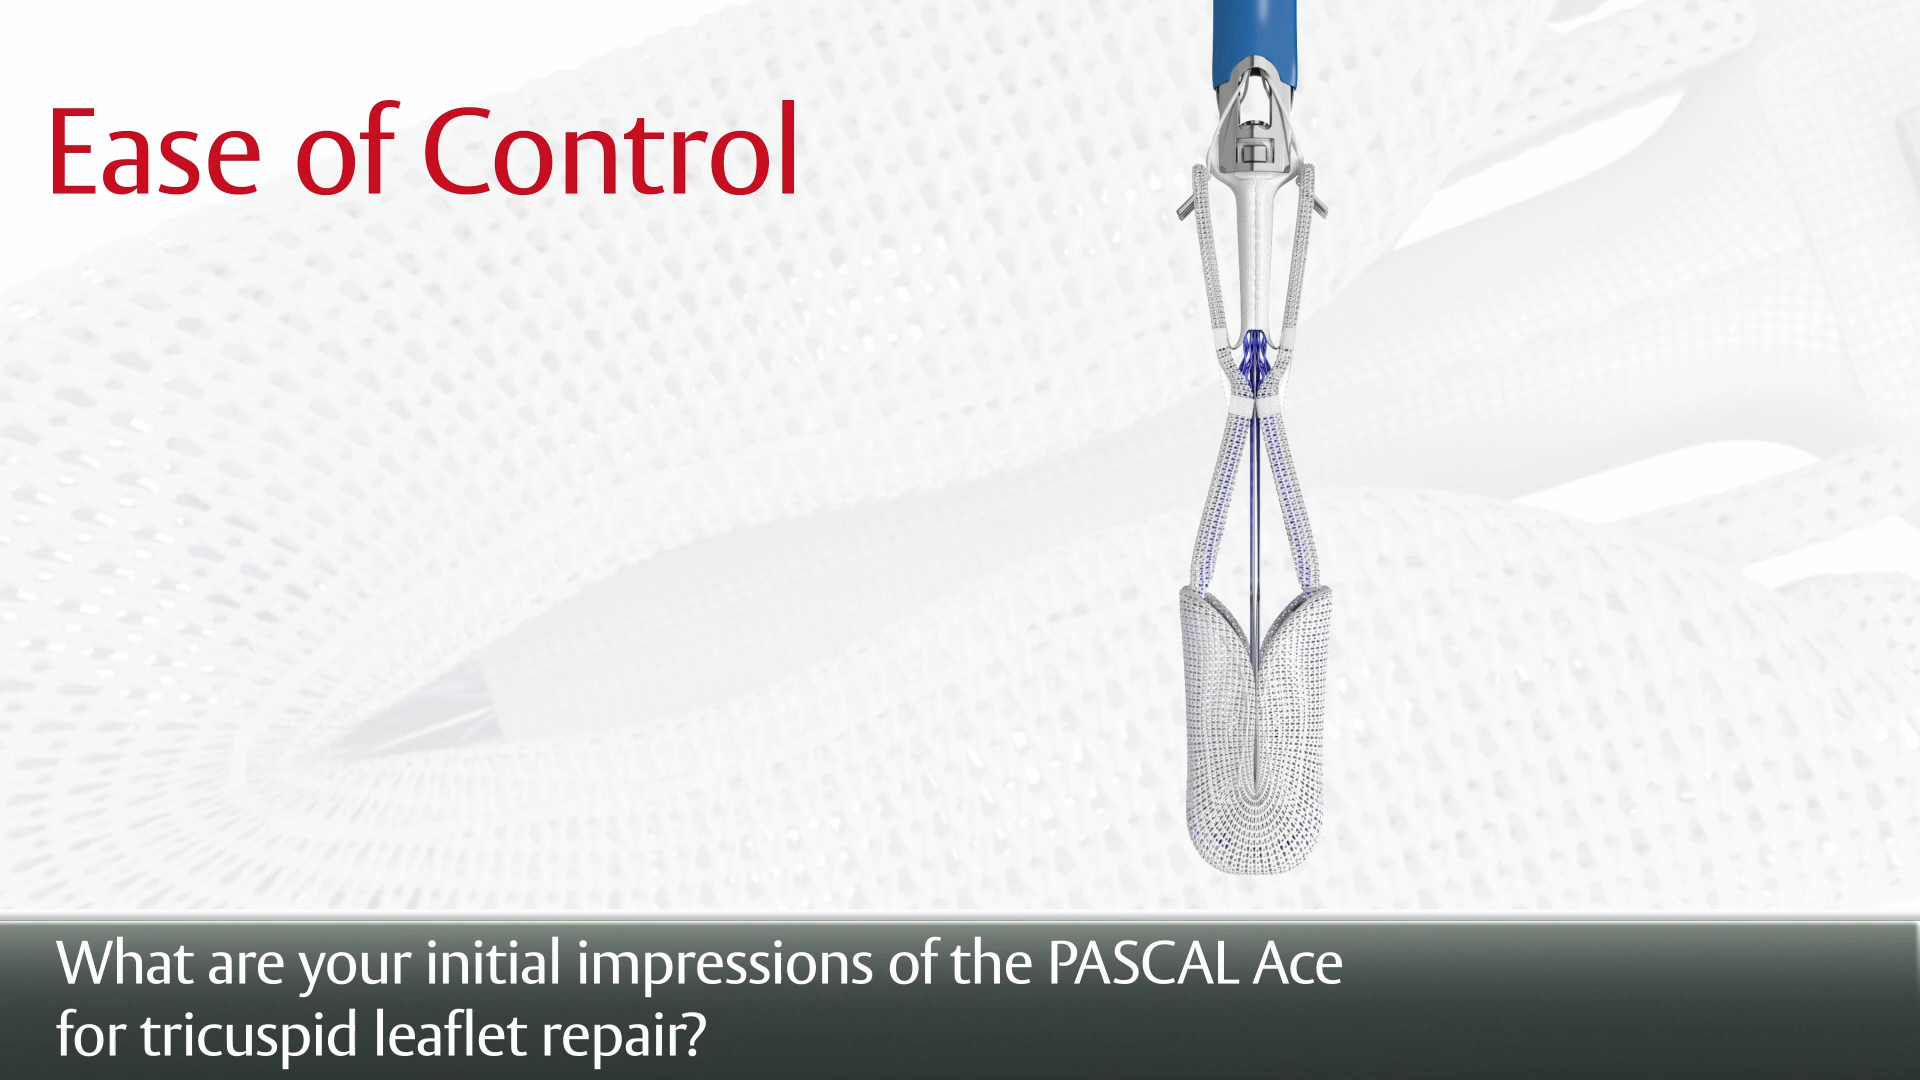 Ease of Control
What are your initial impressions of the PASCAL Ace
for tricuspid leaflet repair?